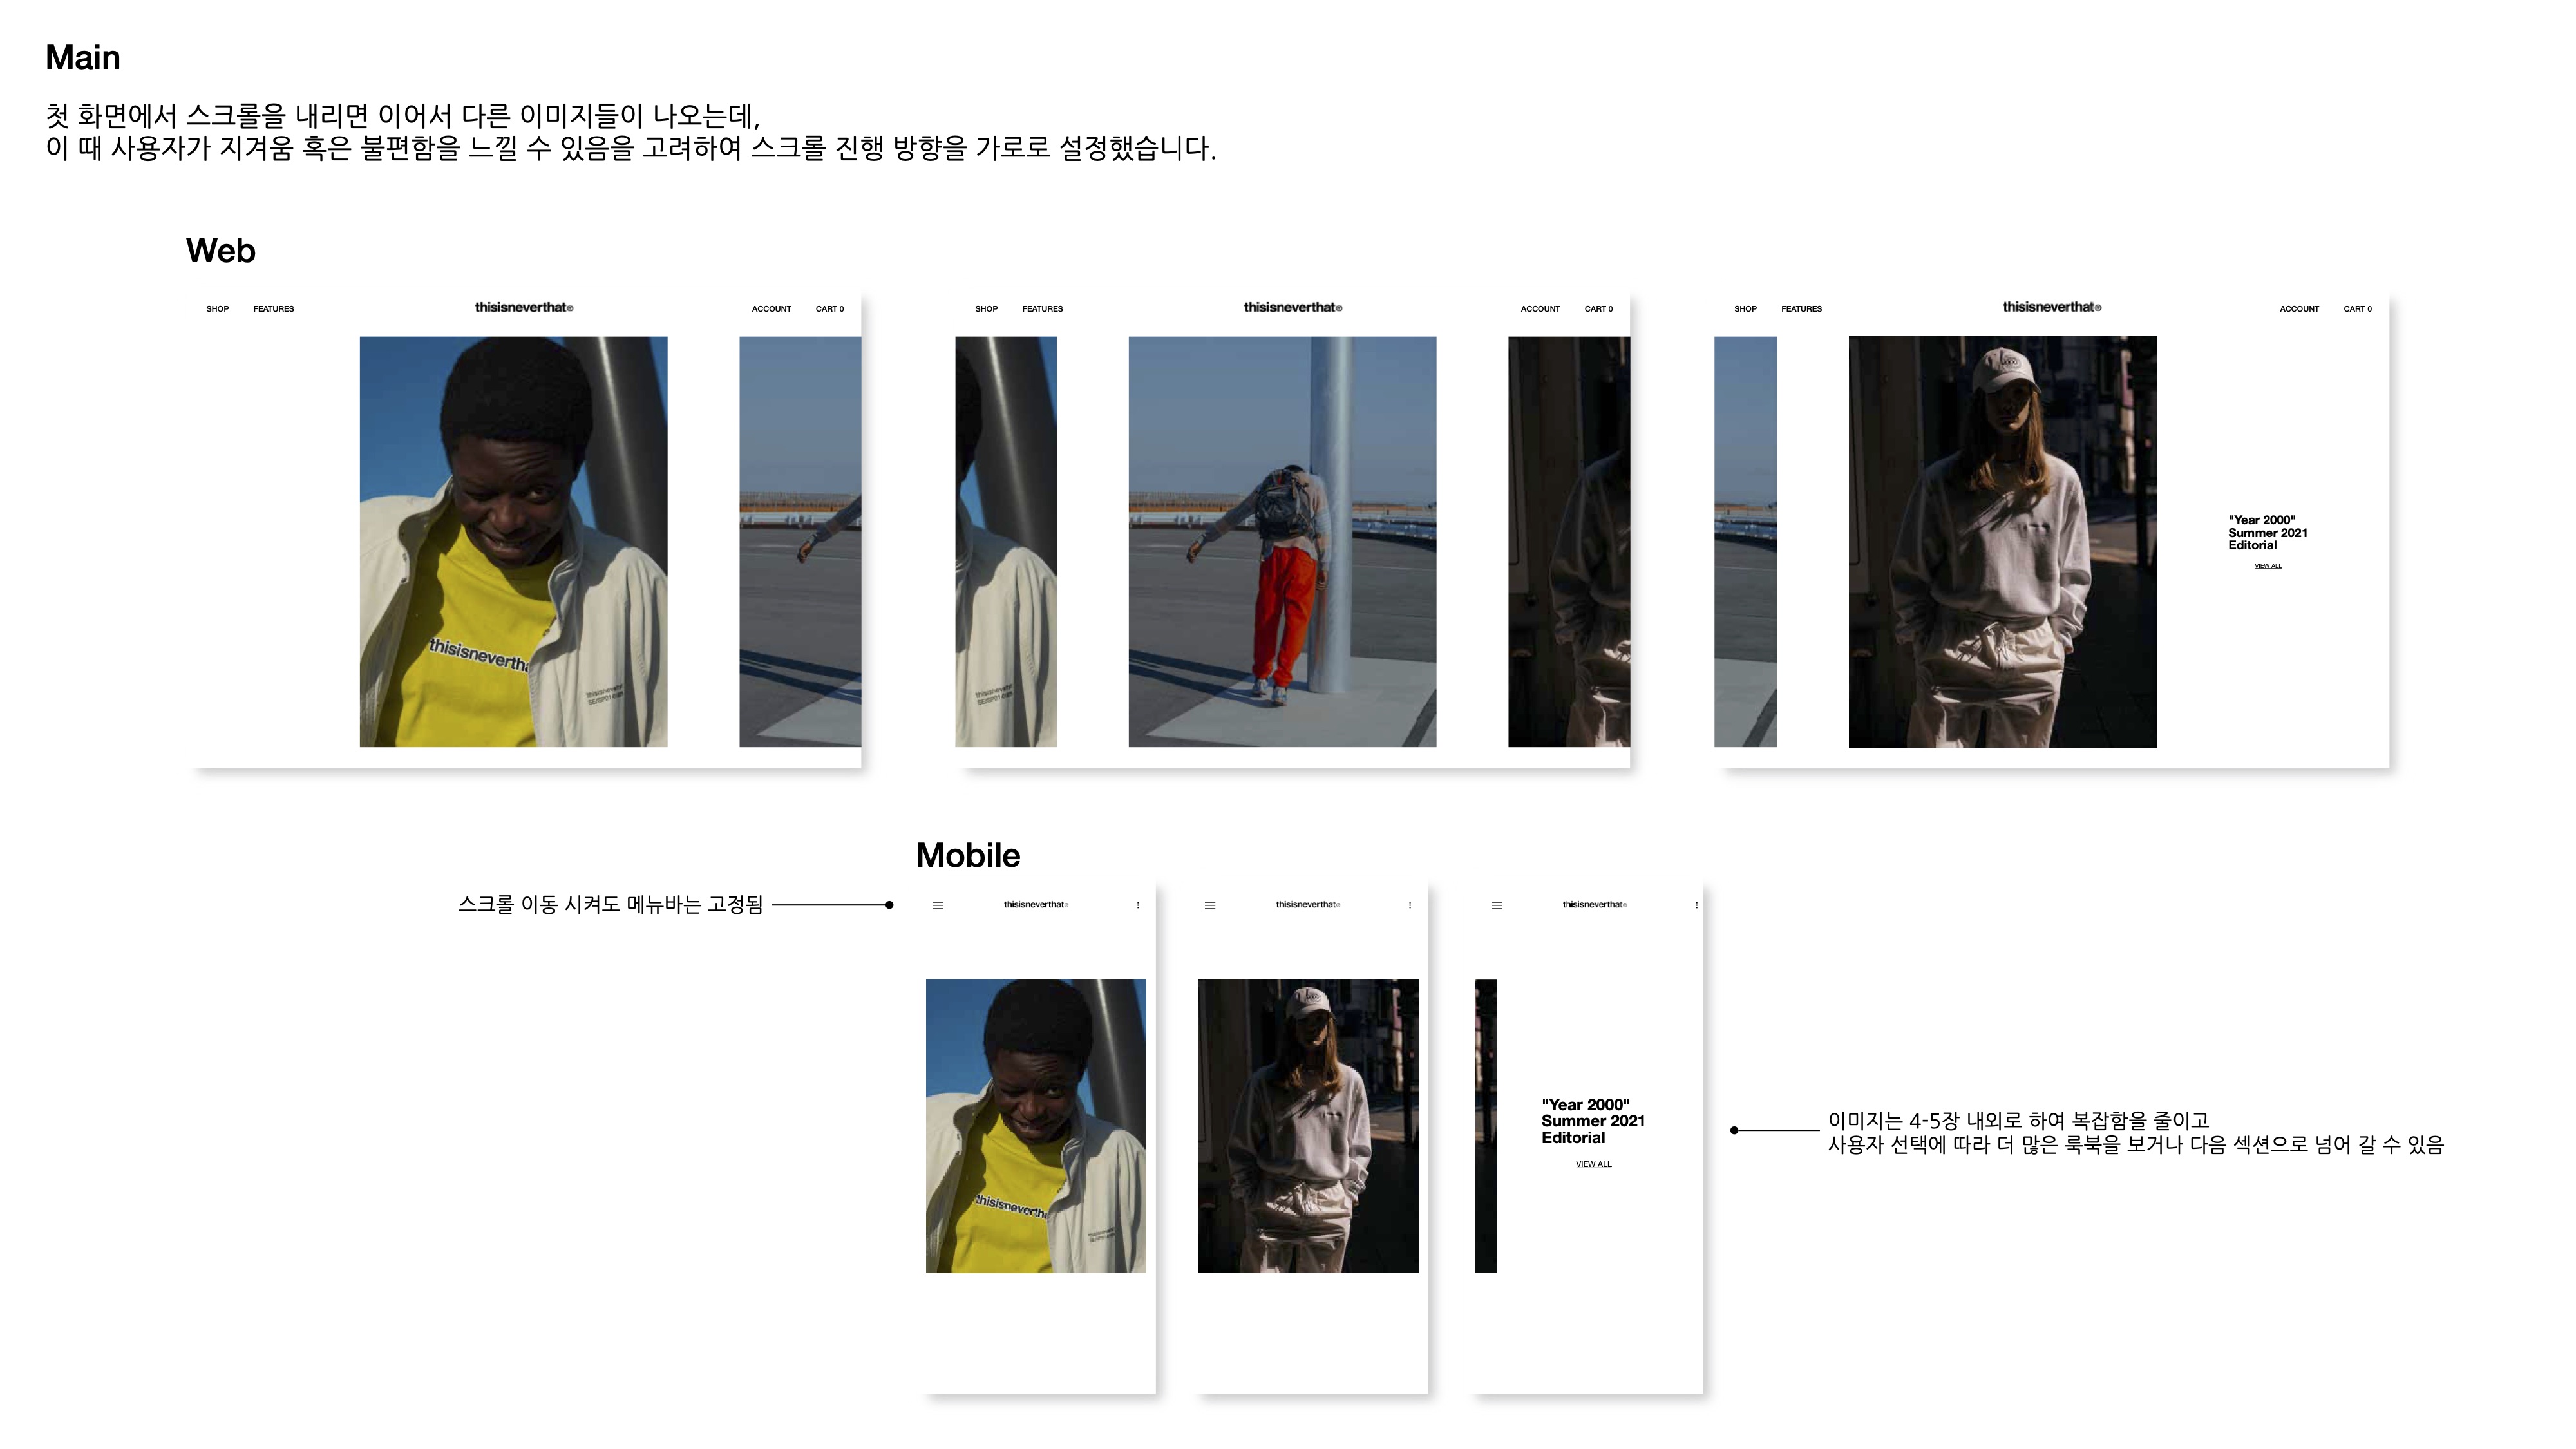 Main
첫 화면에서 스크롤을 내리면 이어서 다른 이미지들이 나오는데,
이 때 사용자가 지겨움 혹은 불편함을 느낄 수 있음을 고려하여 스크롤 진행 방향을 가로로 설정했습니다.
Web
SHOP FEATURES thisisneverthat® ACCOUNT CART 0
thisisneverth
SHOP FEATURES thisisneverthat® ACCOUNT CART 0
SHOP FEATURES thisisneverthat® ACCOUNT CART 0
"Year 2000"
Summer 2021
Editorial
VIEW ALL
Mobile
스크롤 이동 시켜도 메뉴바는 고정됨
thisisneverthat®
thisisneverth
thisisneverthat®
thisisneverthat®
"Year 2000"
Summer 2021
Editorial
VIEW ALL
이미지는 4-5장 내외로 하여 복잡함을 줄이고
사용자 선택에 따라 더 많은 룩북을 보거나 다음 섹션으로 넘어 갈 수 있음